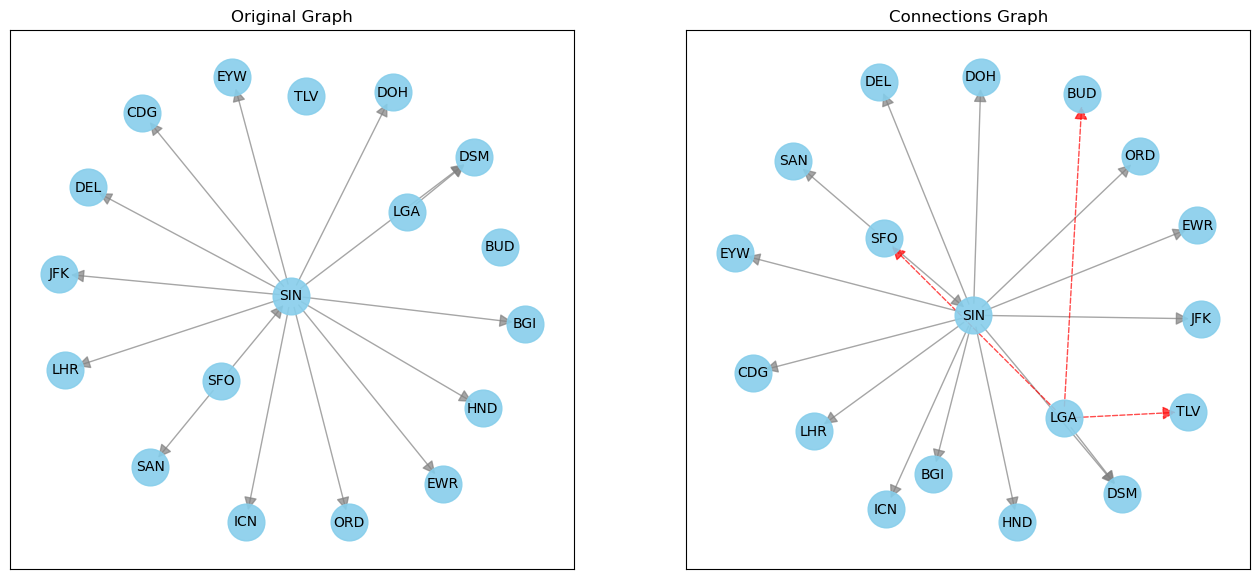 Original Graph
EYW
TLV
DOH
CDG
DSM
DEL
LGA
BUD
JFK
SIN
BGI
LHR
SFO
HND
SAN
EWR
ICN
ORD
Connections Graph
DEL
DOH
BUD
SAN
ORD
EYW
SFO
EWR
SIN
JFK
CDG
LHR
LGA
TLV
BGI
DSM
ICN
HND